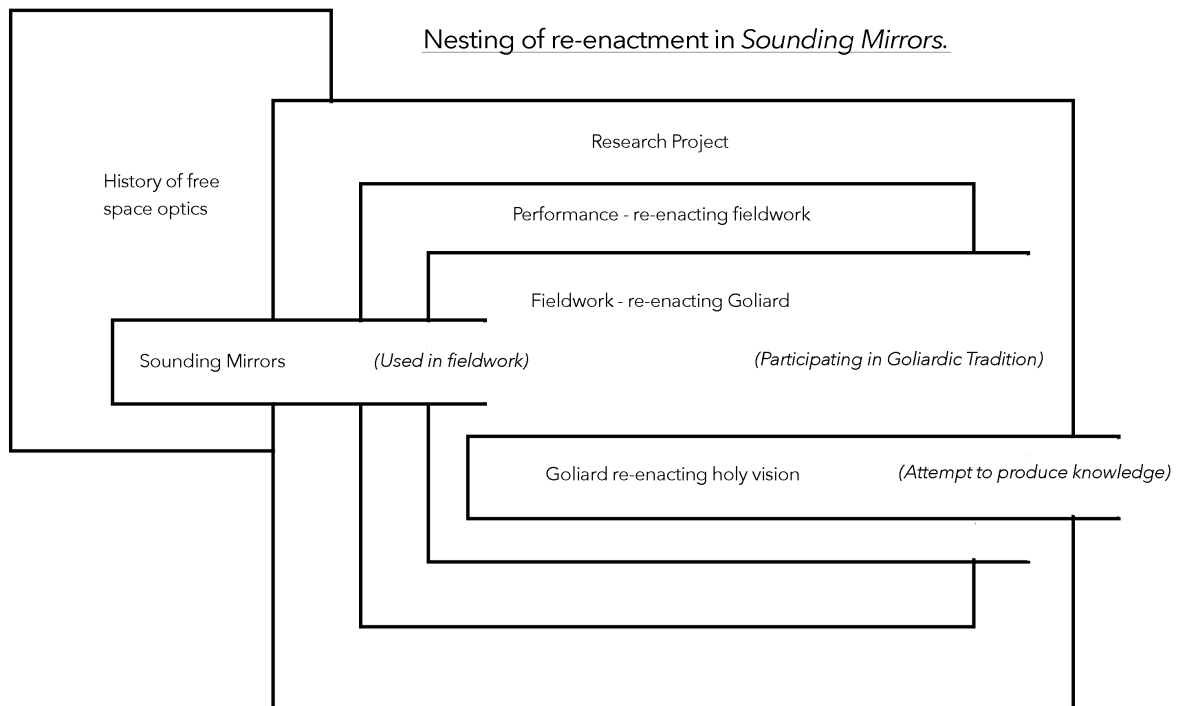 Nesting of re-enactment in Sounding Mirrors.
Research Project
History of free
space optics
Performance - re-enacting fieldwork
Fieldwork - re-enacting Goliard
Sounding Mirrors
(Used in fieldwork)
(Participating in Goliardic Tradition)
Goliard re-enacting holy vision
(Attempt to produce knowledge)